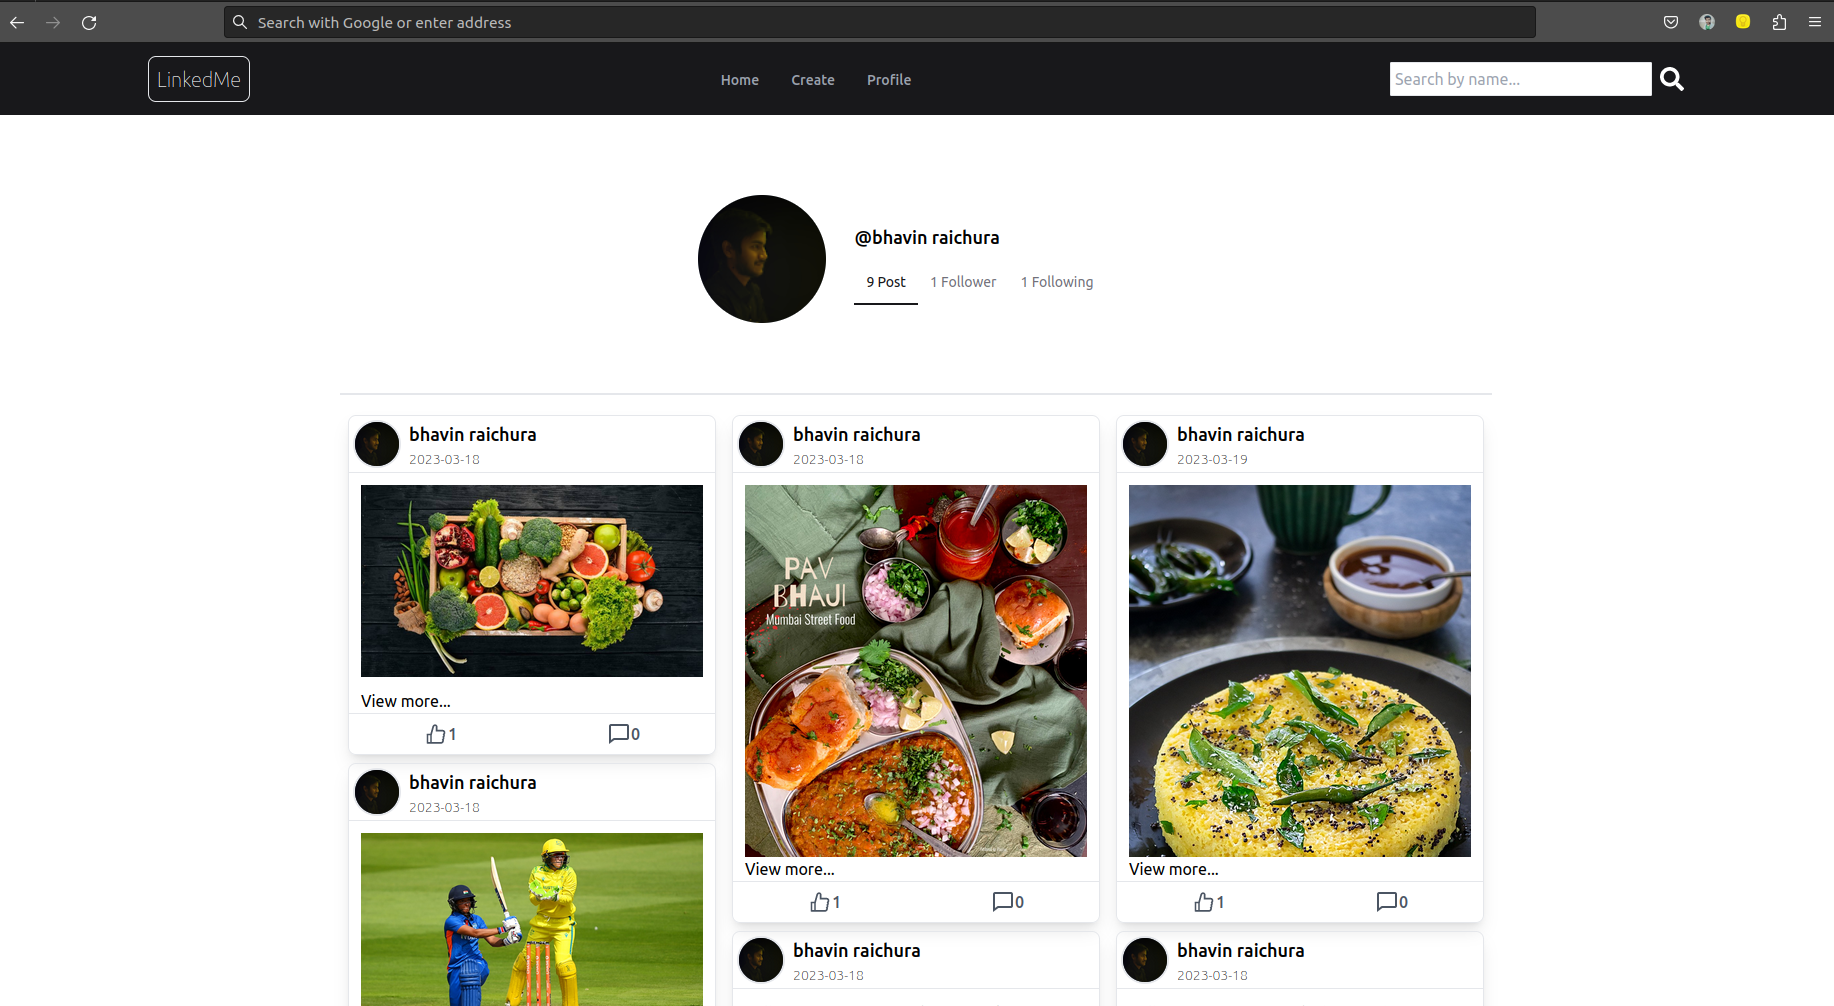 Search with Google or enter address
LinkedMe
Home
Create
Profile
Search by name...
@bhavin raichura
9 Post
1 Follower
1 Following
bhavin raichura
2023-03-18
View more...
1
0
bhavin raichura
2023-03-18
bhavin raichura
2023-03-18
PAV
BHAJI
Mumbai Street Food
View more...
1
0
bhavin raichura
2023-03-18
bhavin raichura
2023-03-19
View more...
1
0
bhavin raichura
2023-03-18